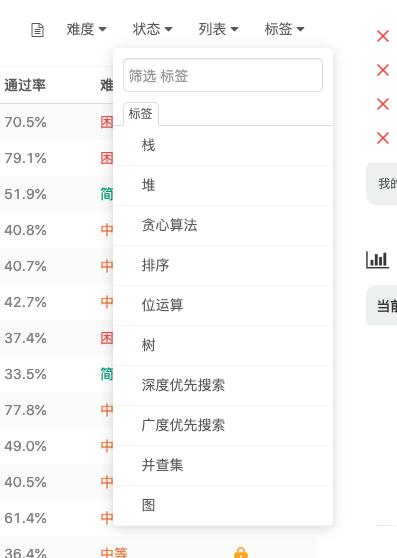 难度 状态 列表 标签
筛选 标签
标签
通过率 难
70.5% 困
79.1% 困
51.9% 简
40.8% 中
40.7% 中
42.7% 中
37.4% 困
33.5% 简
77.8% 中
49.0% 中
40.5% 中
61.4% 中
36.4% 中等
栈
堆
贪心算法
排序
位运算
树
深度优先搜索
广度优先搜索
并查集
图
我的
当前